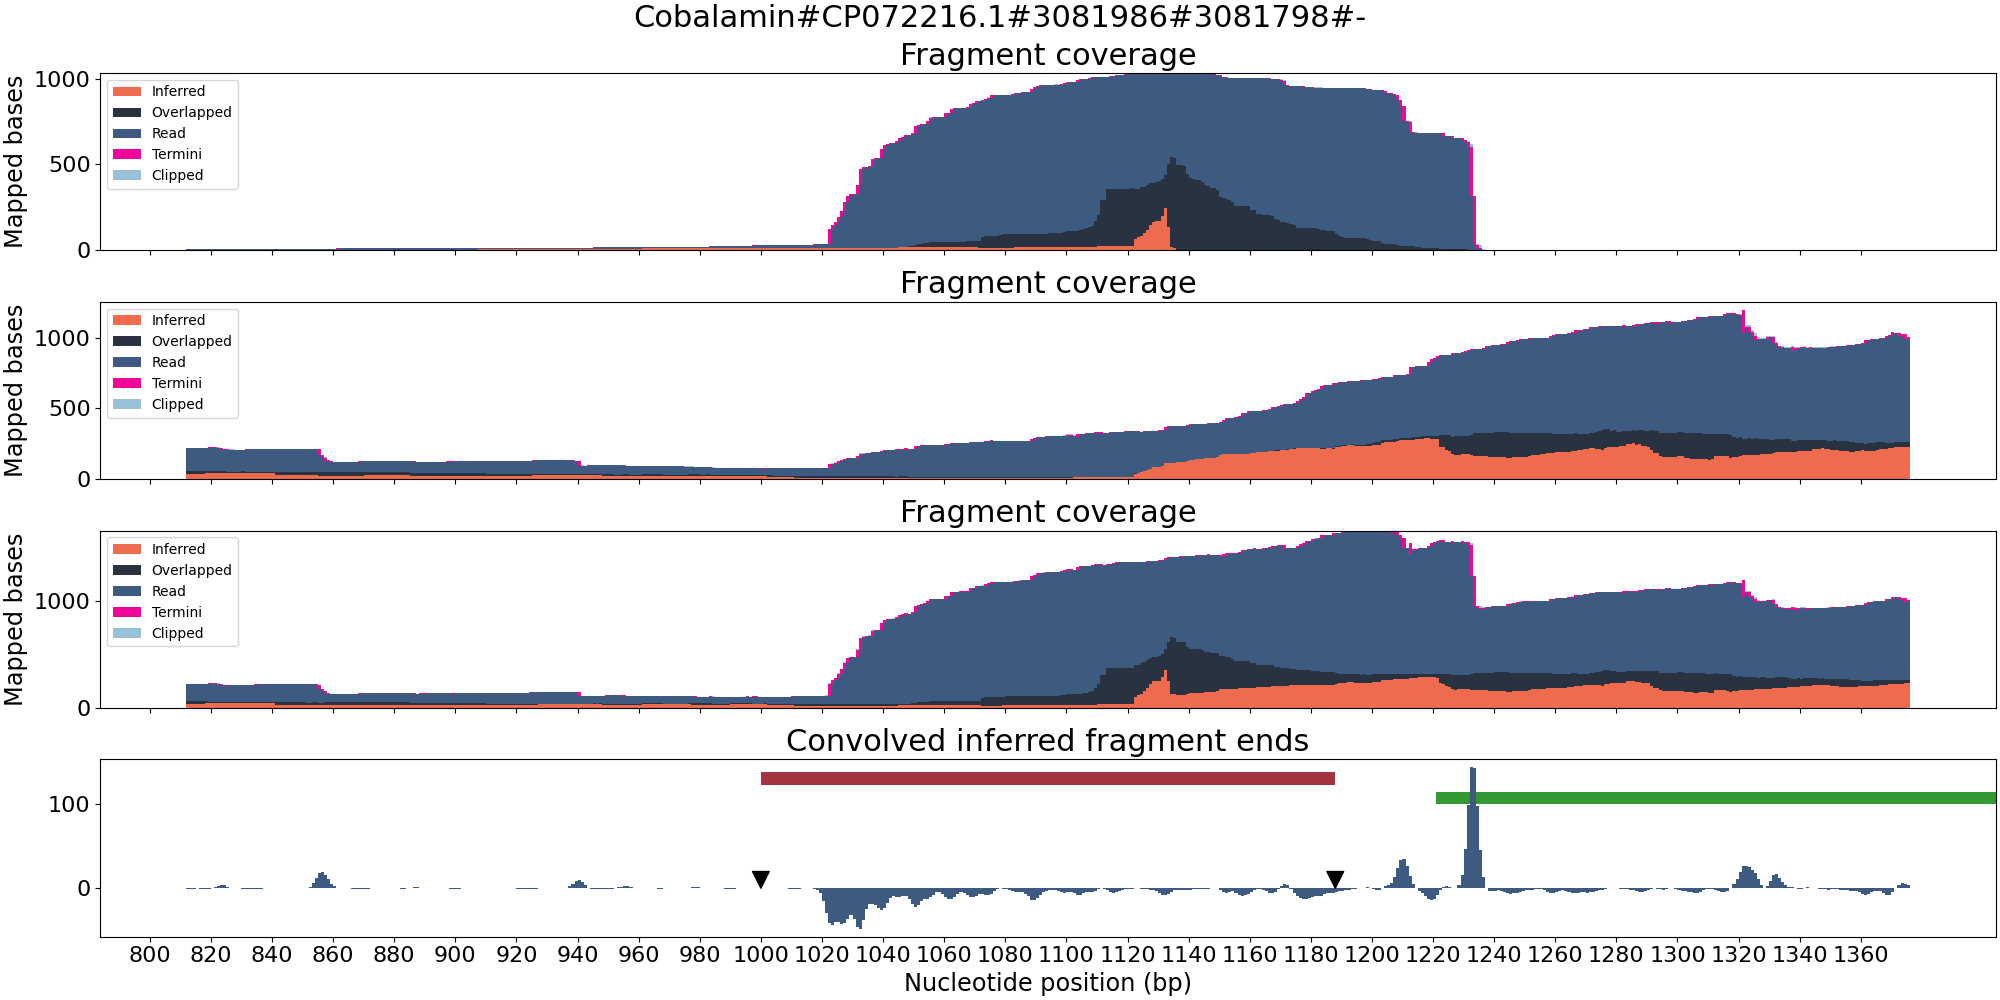 Cobalamin#CP072216.1#3081986#3081798#-
Fragment coverage
Mapped bases
1000
500
0
Inferred
Overlapped
Read
Termini
Clipped
Fragment coverage
Mapped bases
1000
500
0
Inferred
Overlapped
Read
Termini
Clipped
Fragment coverage
Mapped bases
1000
0
Inferred
Overlapped
Read
Termini
Clipped
Convolved inferred fragment ends
100
0
800 820 840 860 880 900 920 940 960 980 1000 1020 1040 1060 1080 1100 1120 1140 1160 1180 1200 1220 1240 1260 1280 1300 1320 1340 1360
Nucleotide position (bp)